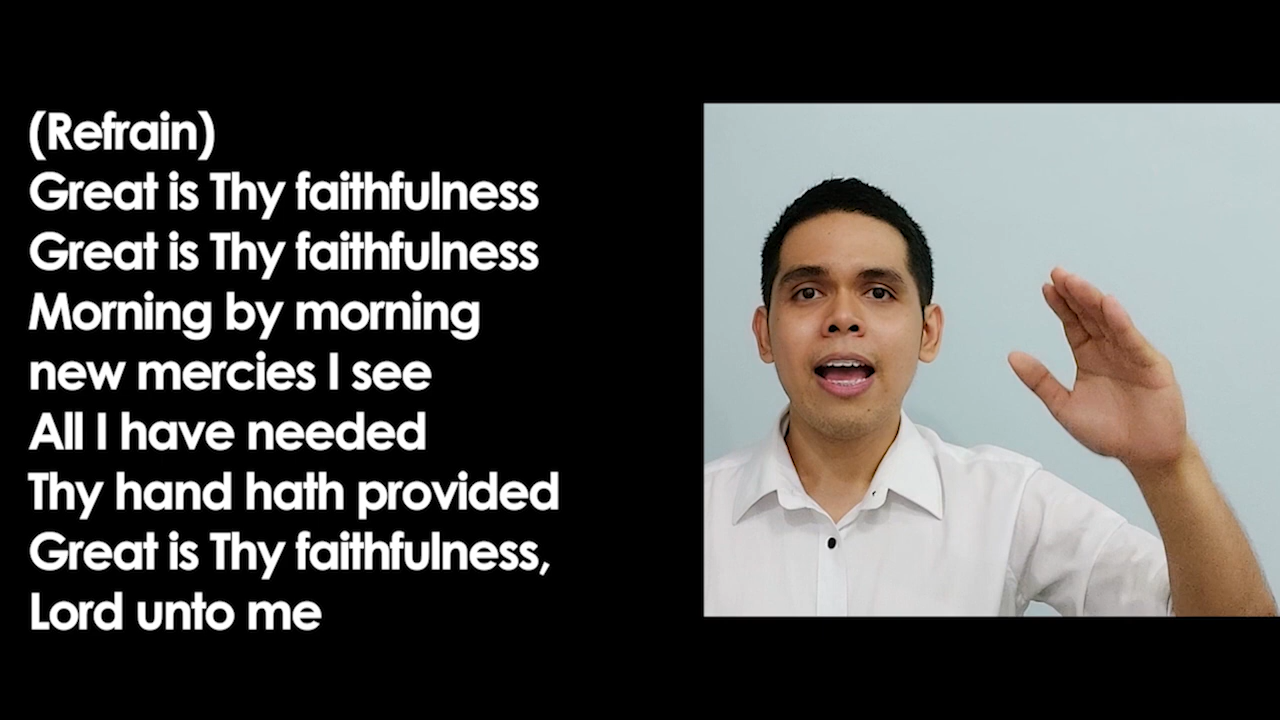 (Refrain)
Great is Thy faithfulness
Great is Thy faithfulness
Morning by morning
new mercies I see
All I have needed
Thy hand hath provided
Great is Thy faithfulness,
Lord unto me